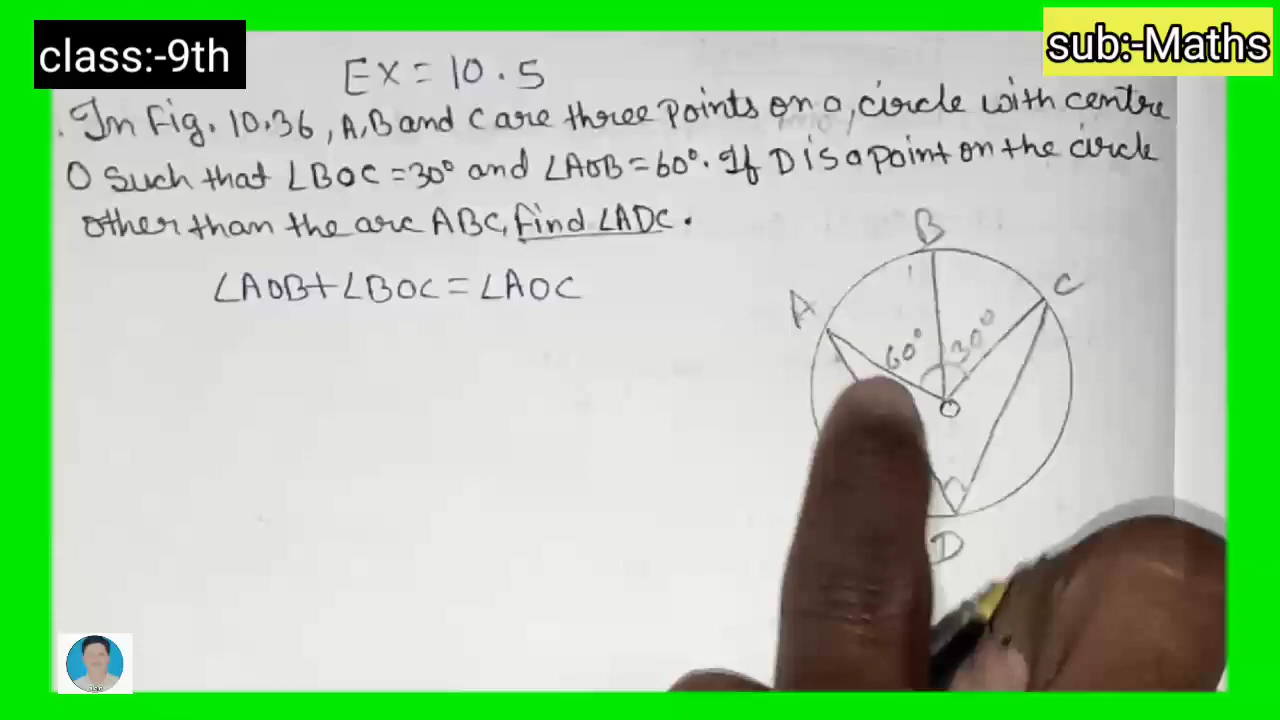 class:-9th
sub:-Maths
Ex = 10.5
In Fig. 10.36, A, B and C are three points on a circle with centre
O such that ∠BOC = 30° and ∠AOB = 60°. If D is a point on the circle
other than the arc ABC, find ∠ADC.
∠AOB + ∠BOC = ∠AOC
B
C
A
60°
30°
O
D